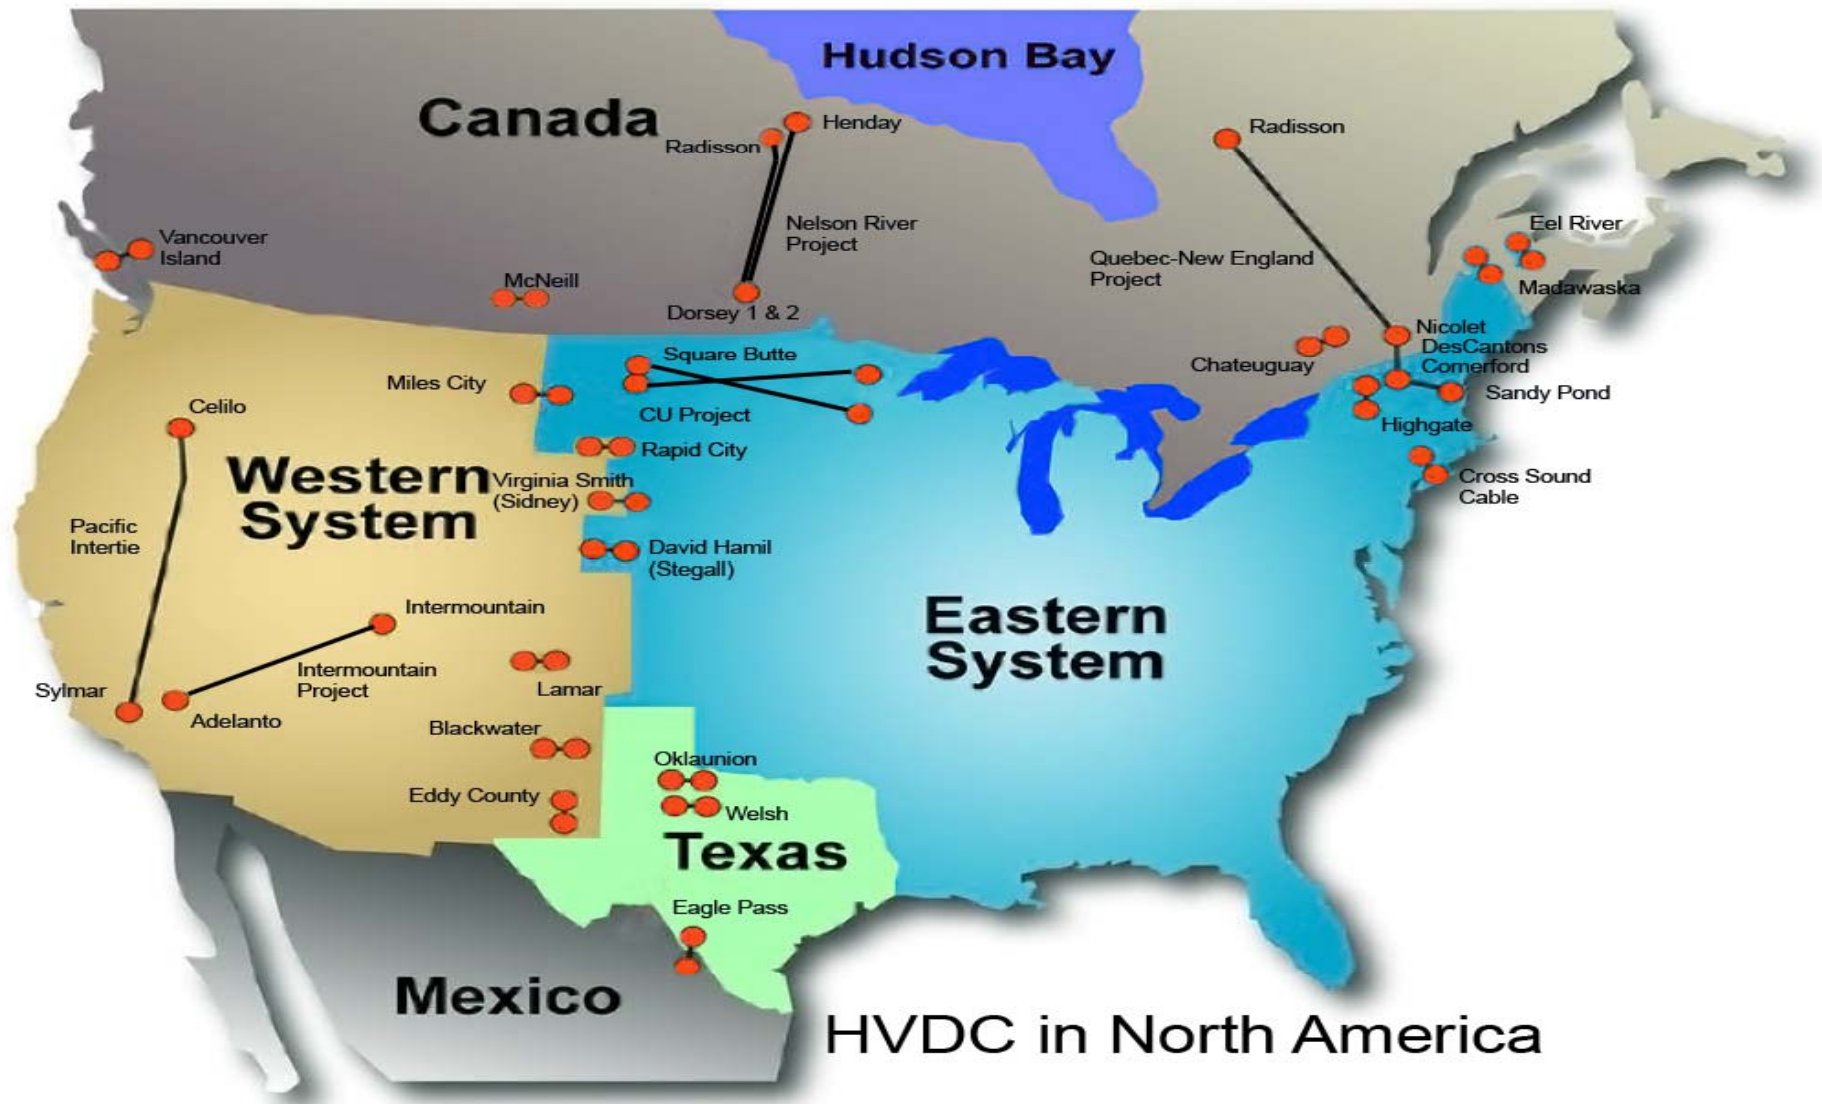 Hudson Bay
Canada
Henday
Radisson
Radisson
Nelson River
Project
Vancouver
Island
Eel River
Quebec-New England
Project
McNeill
Madawaska
Dorsey 1 & 2
Nicolet
DesCantons
Comerford
Chateuguay
Sandy Pond
Highgate
Square Butte
Miles City
CU Project
Celilo
Rapid City
Western
System
Virginia Smith
(Sidney)
Cross Sound
Cable
Pacific
Intertie
David Hamil
(Stegall)
Eastern
System
Intermountain
Intermountain
Project
Sylmar
Adelanto
Lamar
Blackwater
Oklaunion
Eddy County
Welsh
Texas
Eagle Pass
Mexico
HVDC in North America